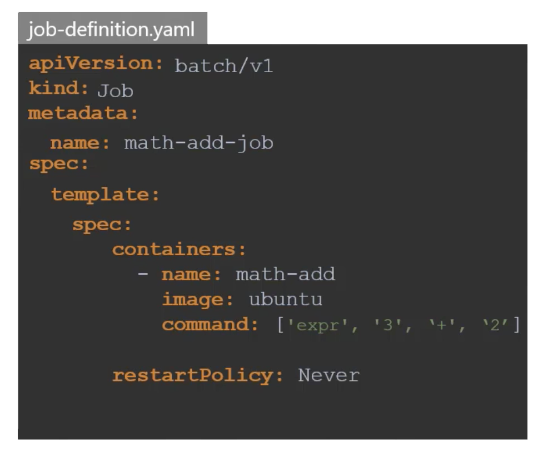 job-definition.yaml
apiVersion: batch/v1
kind: Job
metadata:
  name: math-add-job
spec:
  template:
    spec:
      containers:
        - name: math-add
          image: ubuntu
          command: ['expr', '3', ‘+', ‘2’]
      restartPolicy: Never